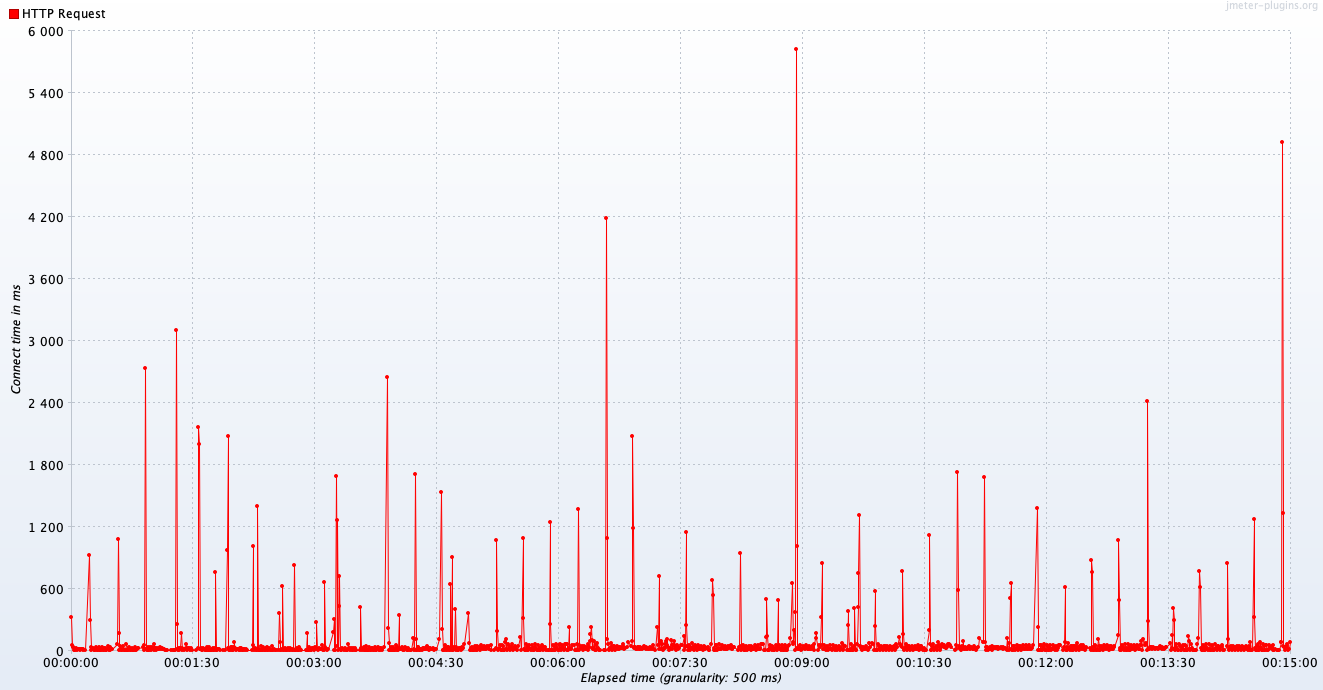 jmeter-plugins.org
HTTP Request
6 000
5 400
4 800
4 200
3 600
3 000
2 400
1 800
1 200
600
0
Connect time in ms
00:00:00 00:01:30 00:03:00 00:04:30 00:06:00 00:07:30 00:09:00 00:10:30 00:12:00 00:13:30 00:15:00
Elapsed time (granularity: 500 ms)